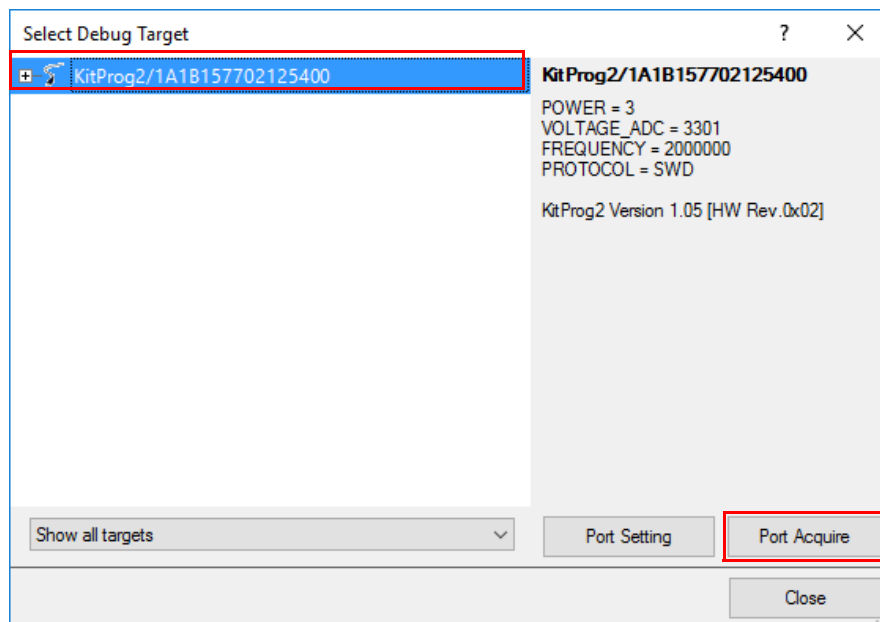 Select Debug Target
?
KitProg2/1A1B157702125400
KitProg2/1A1B157702125400
POWER = 3
VOLTAGE_ADC = 3301
FREQUENCY = 2000000
PROTOCOL = SWD
KitProg2 Version 1.05 [HW Rev.0x02]
Show all targets
Port Setting
Port Acquire
Close